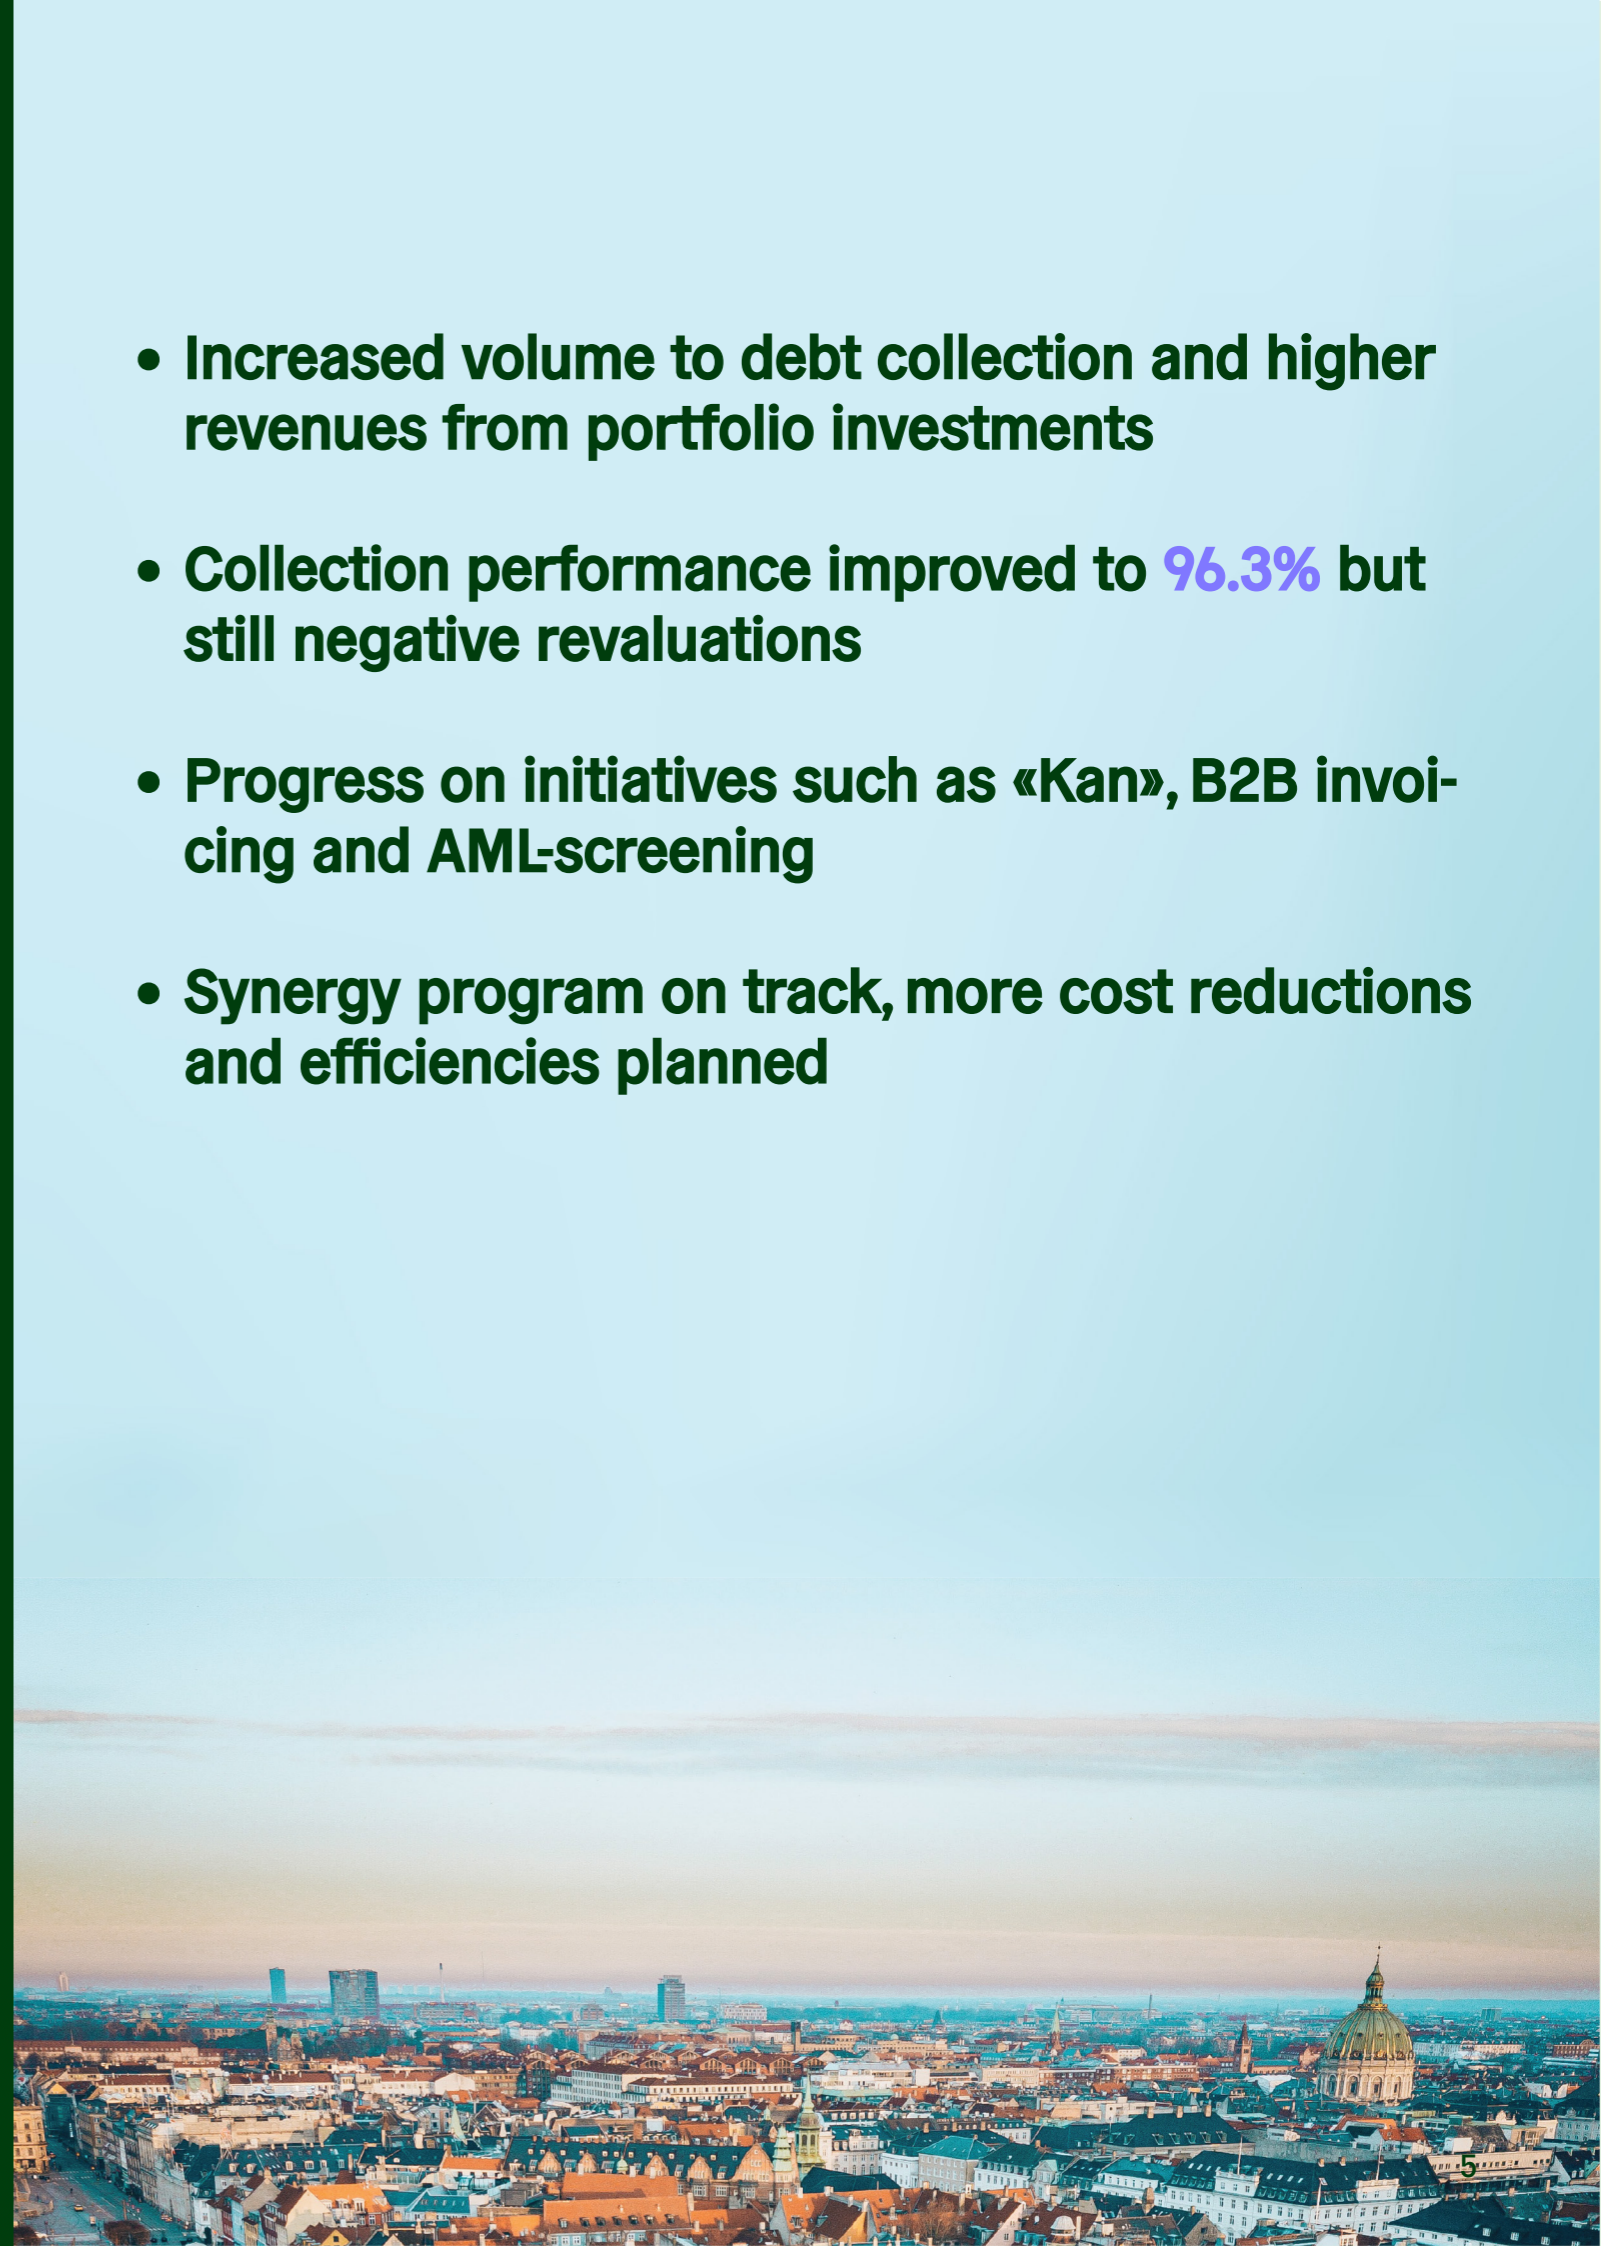 • Increased volume to debt collection and higher
revenues from portfolio investments
• Collection performance improved to 96.3% but
still negative revaluations
• Progress on initiatives such as «Kan», B2B invoi-
cing and AML-screening
• Synergy program on track, more cost reductions
and efficiencies planned
5